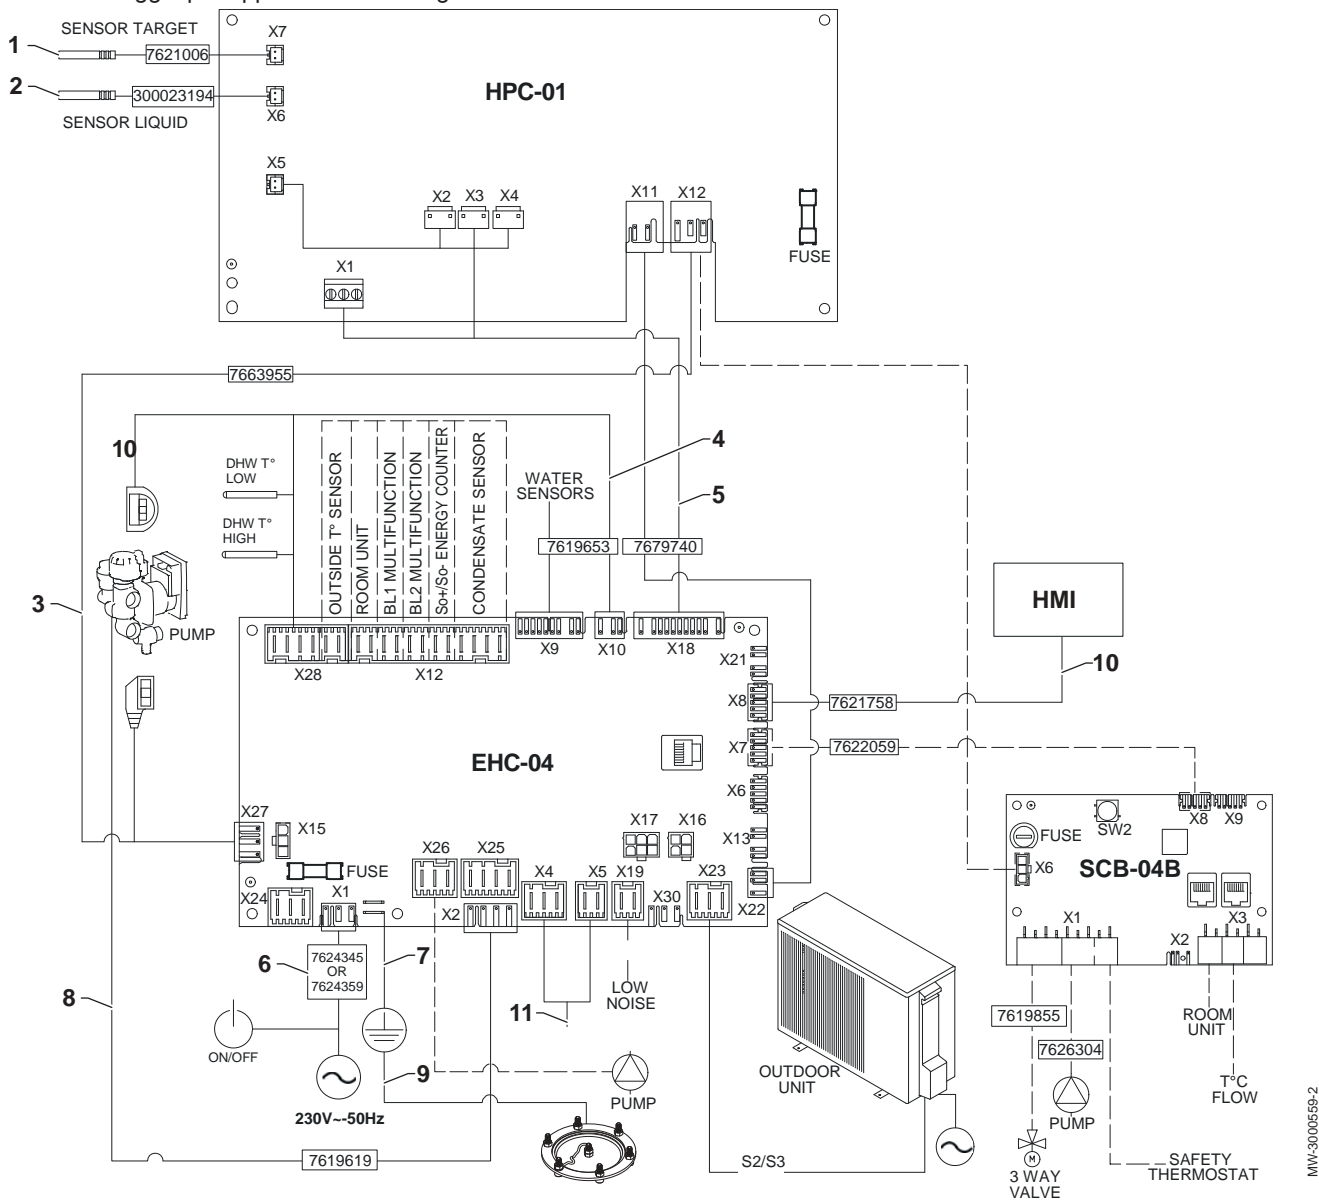 SENSOR TARGET
1
7621006
X7
2
300023194
X6
SENSOR LIQUID
HPC-01
X5
X2 X3 X4
X11 X12
FUSE
X1
7663955
10
DHW T°
LOW
DHW T°
HIGH
OUTSIDE T° SENSOR
ROOM UNIT
BL1 MULTIFUNCTION
BL2 MULTIFUNCTION
So+/So- ENERGY COUNTER
CONDENSATE SENSOR
WATER
SENSORS
4
5
7619653
7679740
3
PUMP
HMI
10
X28
X12
X9
X10
X18
X21
X8
7621758
X7
7622059
EHC-04
X6
X13
X22
X27
X15
FUSE
X17
X16
X26
X25
X4
X5
X19
X30
X23
X24
X1
X2
X8 X9
SW2
FUSE
X6
SCB-04B
X1
X3
X2
6
7624345
OR
7624359
7
8
ON/OFF
230V~-50Hz
9
11
LOW
NOISE
PUMP
7619619
OUTDOOR
UNIT
S2/S3
7619855
7626304
PUMP
ROOM
UNIT
T°C
FLOW
M
3 WAY
VALVE
SAFETY
THERMOSTAT
MW-3000559-2